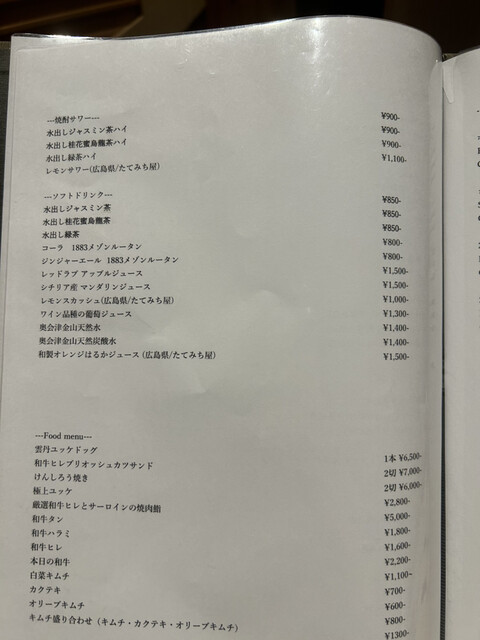 ---焼酎サワー---
水出しジャスミン茶ハイ ¥900-
水出し桂花蜜烏龍茶ハイ ¥900-
水出し緑茶ハイ ¥900-
レモンサワー(広島県/たてみち屋) ¥1,100-
---ソフトドリンク---
水出しジャスミン茶 ¥850-
水出し桂花蜜烏龍茶 ¥850-
水出し緑茶 ¥850-
コーラ 1883メゾンルータン ¥800-
ジンジャーエール 1883メゾンルータン ¥800-
レッドラブ アップルジュース ¥1,500-
シチリア産 マンダリンジュース ¥1,500-
レモンスカッシュ(広島県/たてみち屋) ¥1,000-
ワイン品種の葡萄ジュース ¥1,300-
奥会津金山天然水 ¥1,400-
奥会津金山天然炭酸水 ¥1,400-
和製オレンジはるかジュース (広島県/たてみち屋) ¥1,500-
---Food menu---
雲丹ユッケドッグ 1本 ¥6,500-
和牛ヒレブリオッシュカツサンド 2切 ¥7,000-
けんしろう焼き 2切 ¥6,000-
極上ユッケ ¥2,800-
厳選和牛ヒレとサーロインの焼肉鮨 ¥5,000-
和牛タン ¥1,800-
和牛ハラミ ¥1,600-
和牛ヒレ ¥2,200-
本日の和牛 ¥1,100~
白菜キムチ ¥700-
カクテキ ¥600-
オリーブキムチ ¥800-
キムチ盛り合わせ（キムチ・カクテキ・オリーブキムチ） ¥1300-